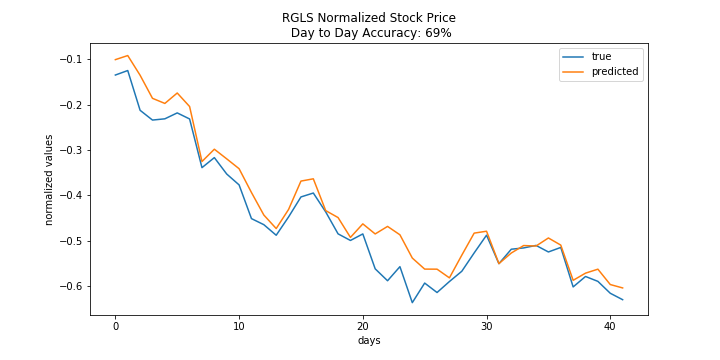 RGLS Normalized Stock Price
Day to Day Accuracy: 69%
true
predicted
−0.1
−0.2
−0.3
−0.4
−0.5
−0.6
normalized values
0 10 20 30 40
days